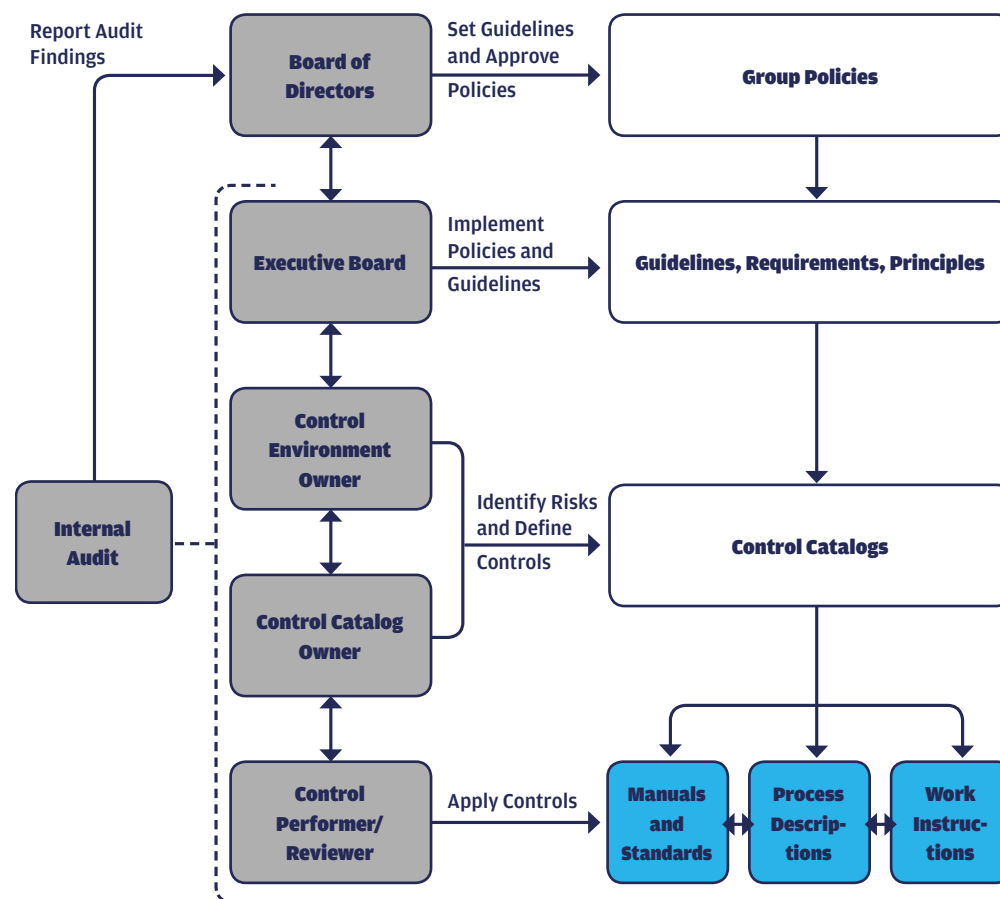 Report Audit
Findings
Board of
Directors
Set Guidelines
and Approve
Policies
Group Policies
Executive Board
Implement
Policies and
Guidelines
Guidelines, Requirements, Principles
Control
Environment
Owner
Internal
Audit
Identify Risks
and Define
Controls
Control Catalogs
Control Catalog
Owner
Control
Performer/
Reviewer
Apply Controls
Manuals
and
Standards
Process
Descrip-
tions
Work
Instruc-
tions